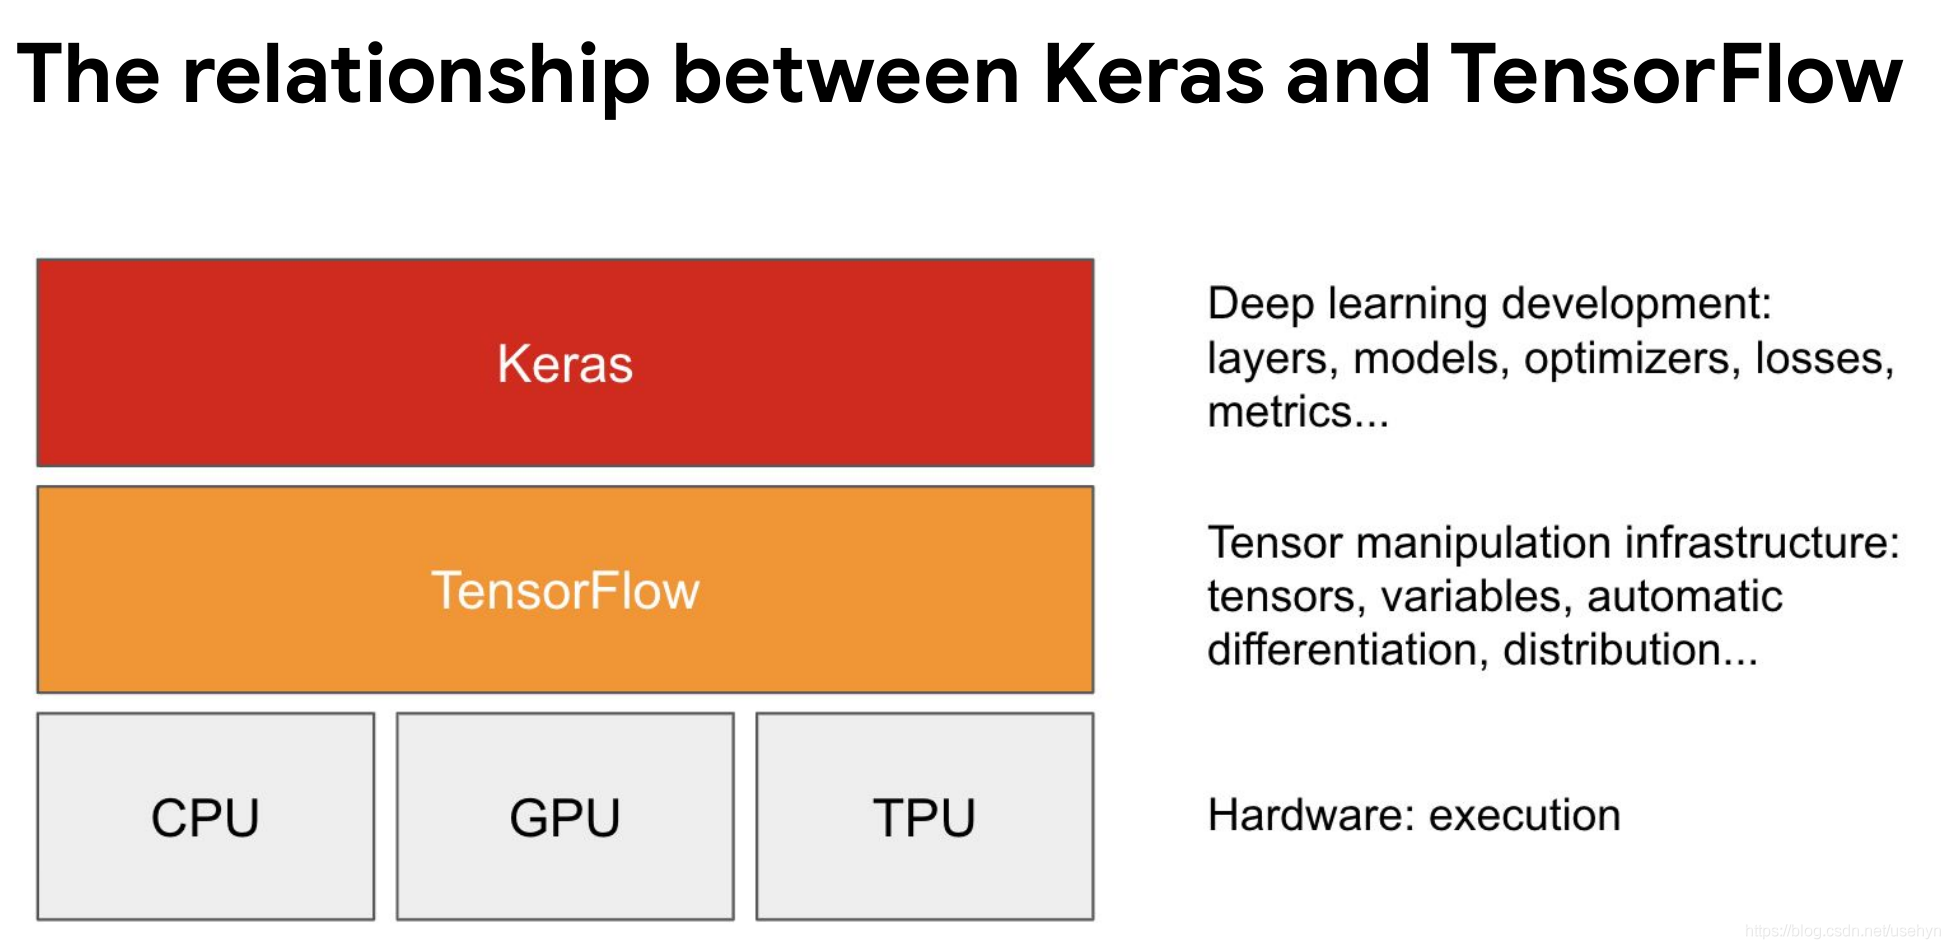 The relationship between Keras and TensorFlow
Keras
Deep learning development:
layers, models, optimizers, losses,
metrics...
TensorFlow
Tensor manipulation infrastructure:
tensors, variables, automatic
differentiation, distribution...
CPU
GPU
TPU
Hardware: execution
https://blog.csdn.net/usehyn